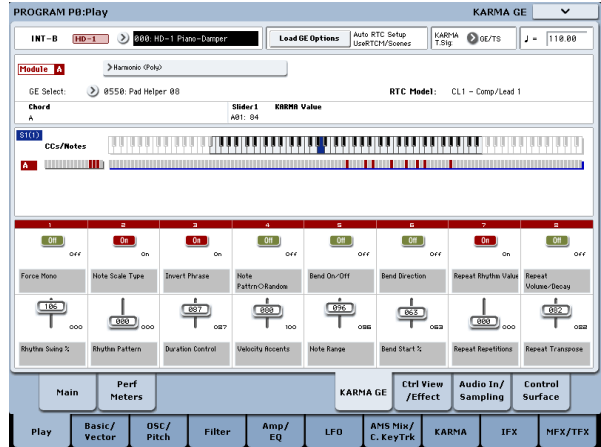 PROGRAM P0:Play KARMA GE
INT-B HD-1 000: HD-1 Piano-Damper Load GE Options Auto RTC Setup UseRTCM/Scenes KARMA T.Sig: GE/TS ♩ = 110.00
Module A Harmonic (Poly)
GE Select: 0550: Pad Helper 08 RTC Model: CL1 - Comp/Lead 1
Chord Slider1 KARMA Value
A A01: 84
S1(1)
CCs/Notes
A
1 2 3 4 5 6 7 8
Off On On Off Off Off On Off
Off On On Off Off Off On Off
Force Mono Note Scale Type Invert Phrase Note Pattrn<>Random Bend On/Off Bend Direction Repeat Rhythm Value Repeat Volume/Decay
106 000 087 080 096 063 000 082
000 000 087 100 086 063 000 082
Rhythm Swing % Rhythm Pattern Duration Control Velocity Accents Note Range Bend Start % Repeat Repetitions Repeat Transpose
Main Perf Meters KARMA GE Ctrl View /Effect Audio In/ Sampling Control Surface
Play Basic/ Vector OSC/ Pitch Filter Amp/ EQ LFO AMS Mix/ C. KeyTrk KARMA IFX MFX/TFX